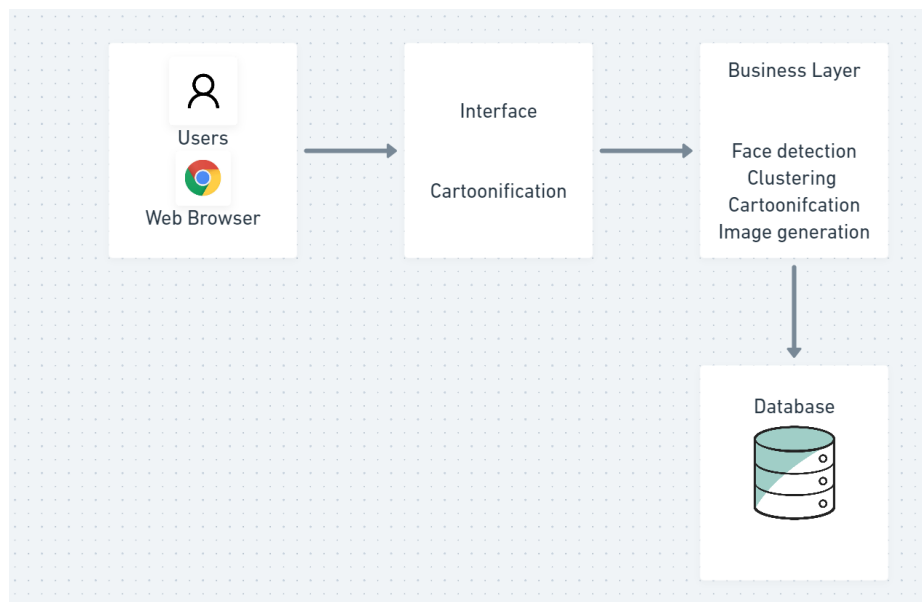 Users
Web Browser
Interface
Cartoonification
Business Layer
Face detection
Clustering
Cartoonifcation
Image generation
Database